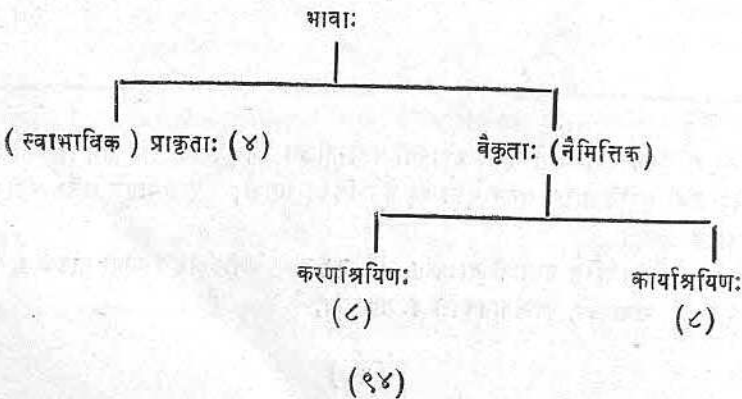 भावाः
( स्वाभाविक ) प्राकृताः (४) वैकृताः (नैमित्तिक)
करणाश्रयिणः कार्याश्रयिणः
(८) (८)
(९४)